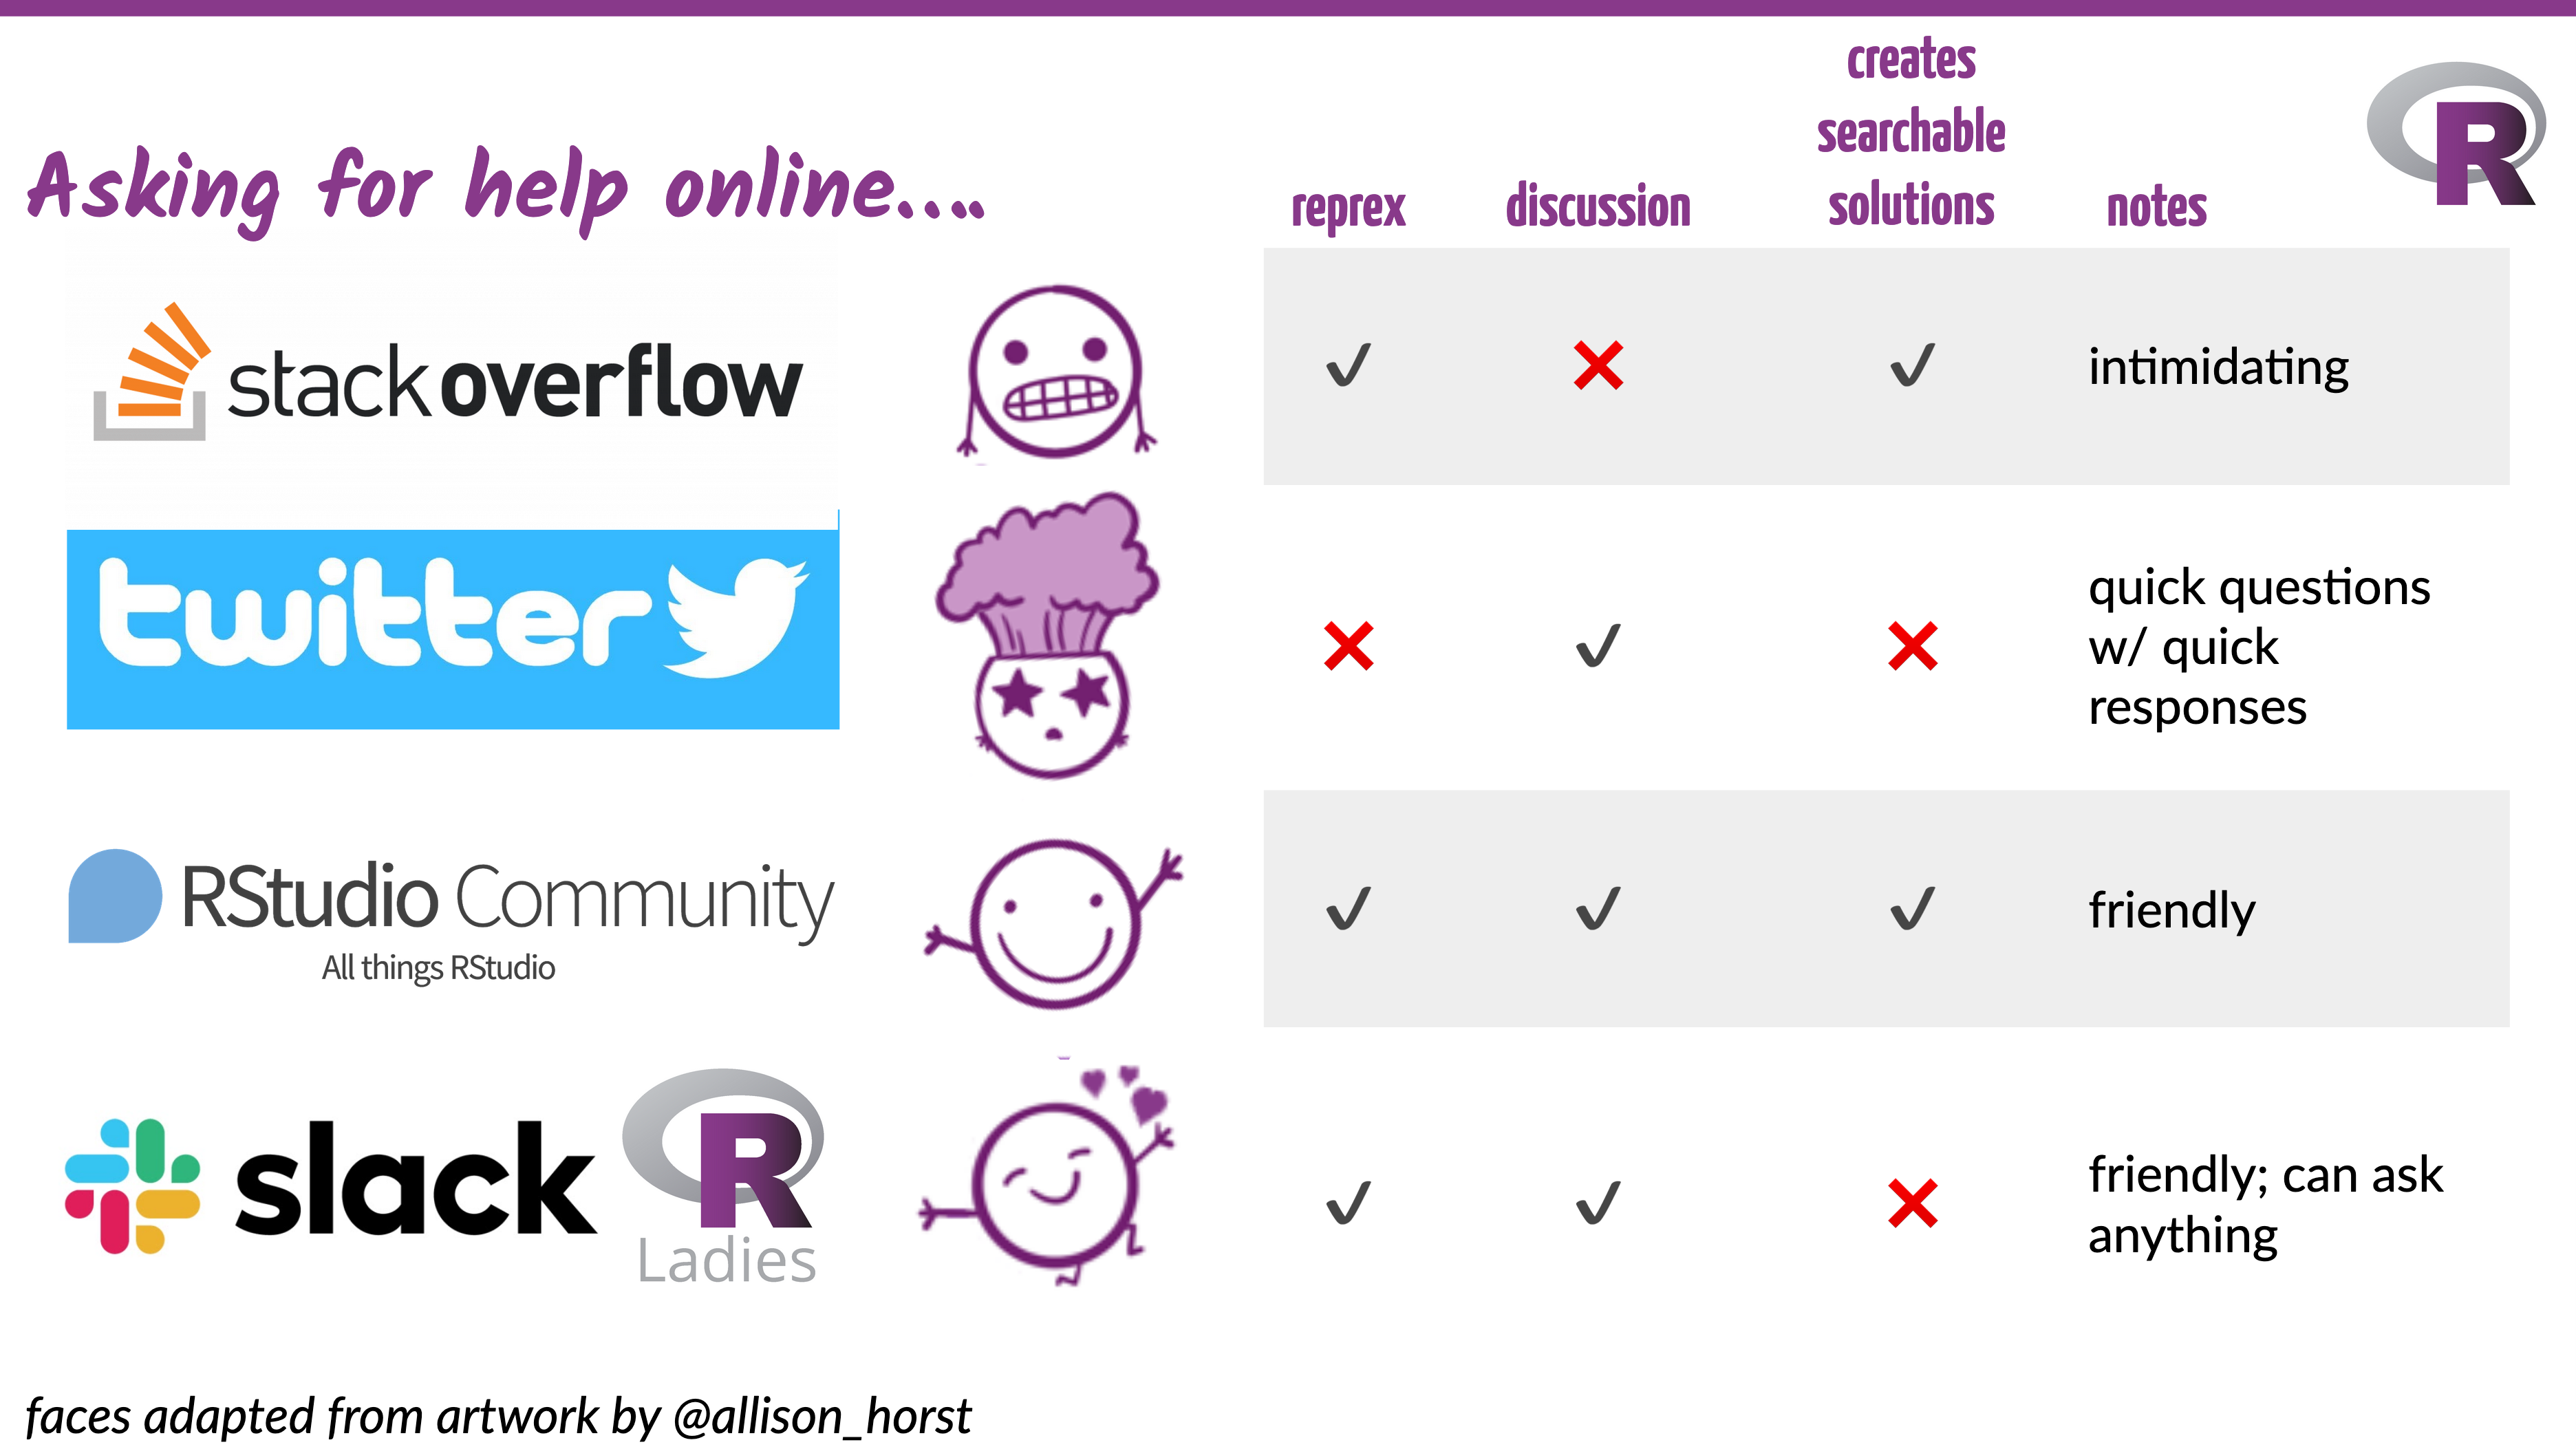 creates
searchable
solutions
Asking for help online....
reprex
discussion
notes
R
stackoverflow
✔
✖
✔
intimidating
twitter
✖
✔
✖
quick questions
w/ quick
responses
RStudio Community
All things RStudio
✔
✔
✔
friendly
slack
R
Ladies
✔
✔
✖
friendly; can ask
anything
faces adapted from artwork by @allison_horst